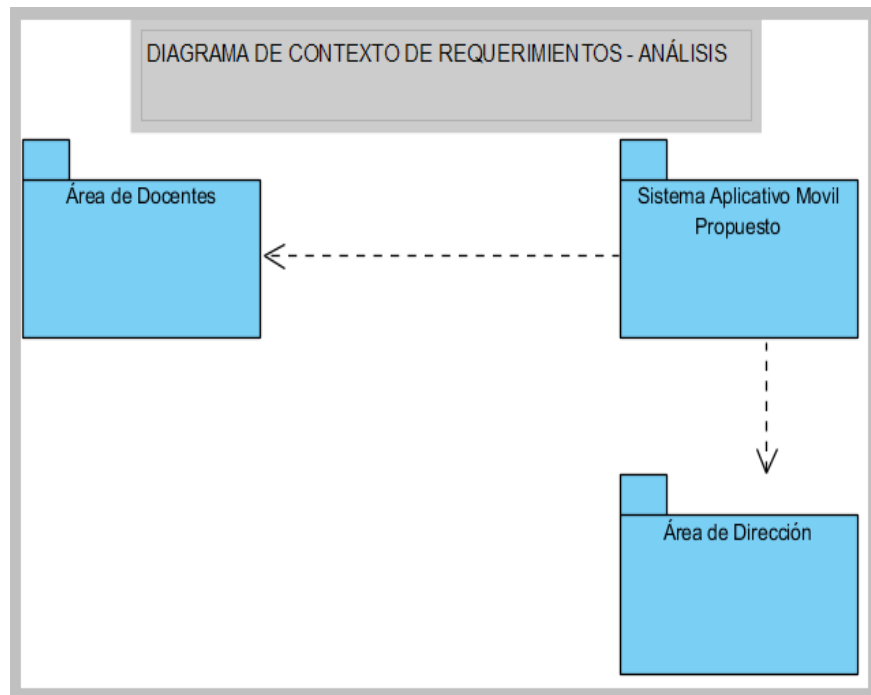 DIAGRAMA DE CONTEXTO DE REQUERIMIENTOS - ANÁLISIS
Área de Docentes
Sistema Aplicativo Movil
Propuesto
Área de Dirección